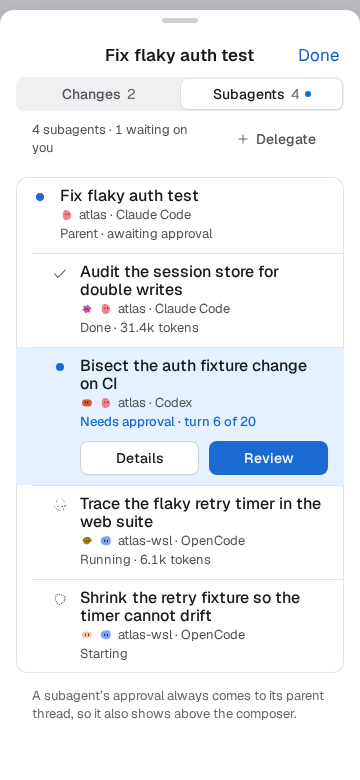 Fix flaky auth test
Done
Changes 2
Subagents 4
4 subagents · 1 waiting on
you
+ Delegate
Fix flaky auth test
atlas · Claude Code
Parent · awaiting approval
Audit the session store for
double writes
atlas · Claude Code
Done · 31.4k tokens
Bisect the auth fixture change
on CI
atlas · Codex
Needs approval · turn 6 of 20
Details
Review
Trace the flaky retry timer in the
web suite
atlas-wsl · OpenCode
Running · 6.1k tokens
Shrink the retry fixture so the
timer cannot drift
atlas-wsl · OpenCode
Starting
A subagent's approval always comes to its parent
thread, so it also shows above the composer.